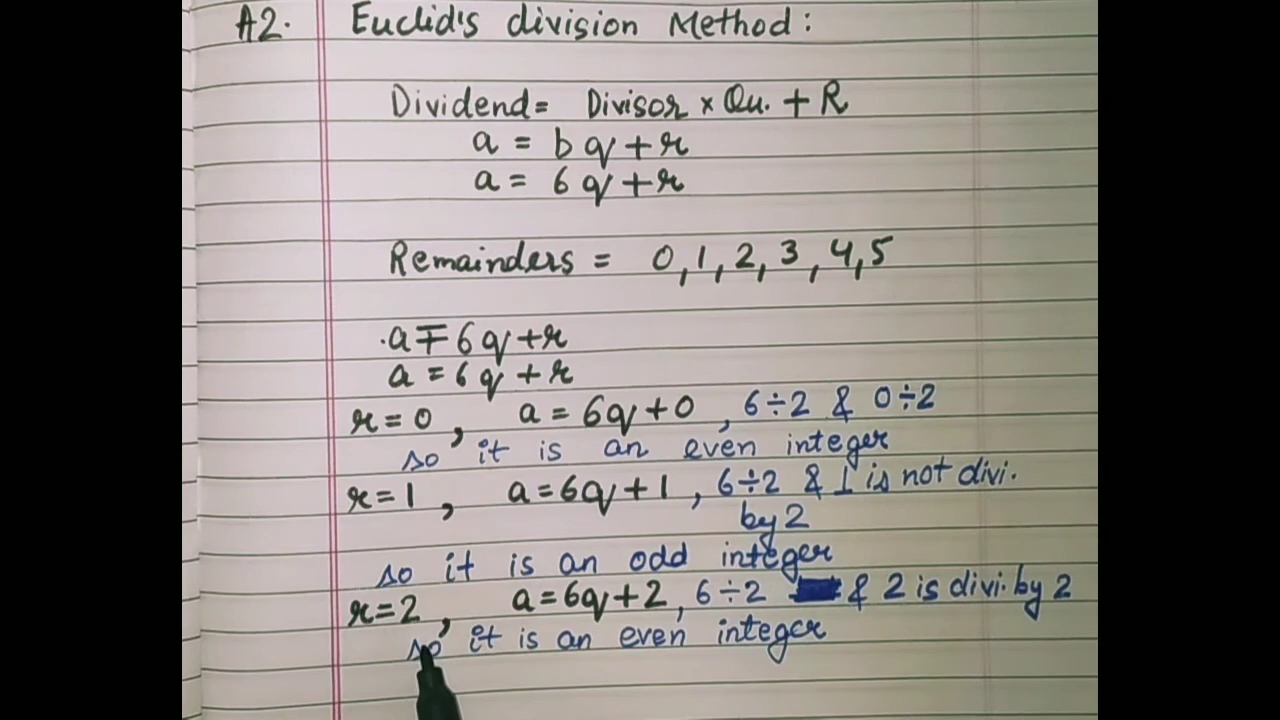 A2. Euclid's division Method:
Dividend= Divisor × Qu. + R
a = bq+r
a = 6q+r
Remainders = 0,1,2,3,4,5
.a∓6q+r
a=6q+r
r=0, a=6q+0, 6÷2 & 0÷2
so it is an even integer
r=1, a=6q+1, 6÷2 & 1 is not divi.
by 2
so it is an odd integer
r=2, a=6q+2, 6÷2 & 2 is divi. by 2
so it is an even integer